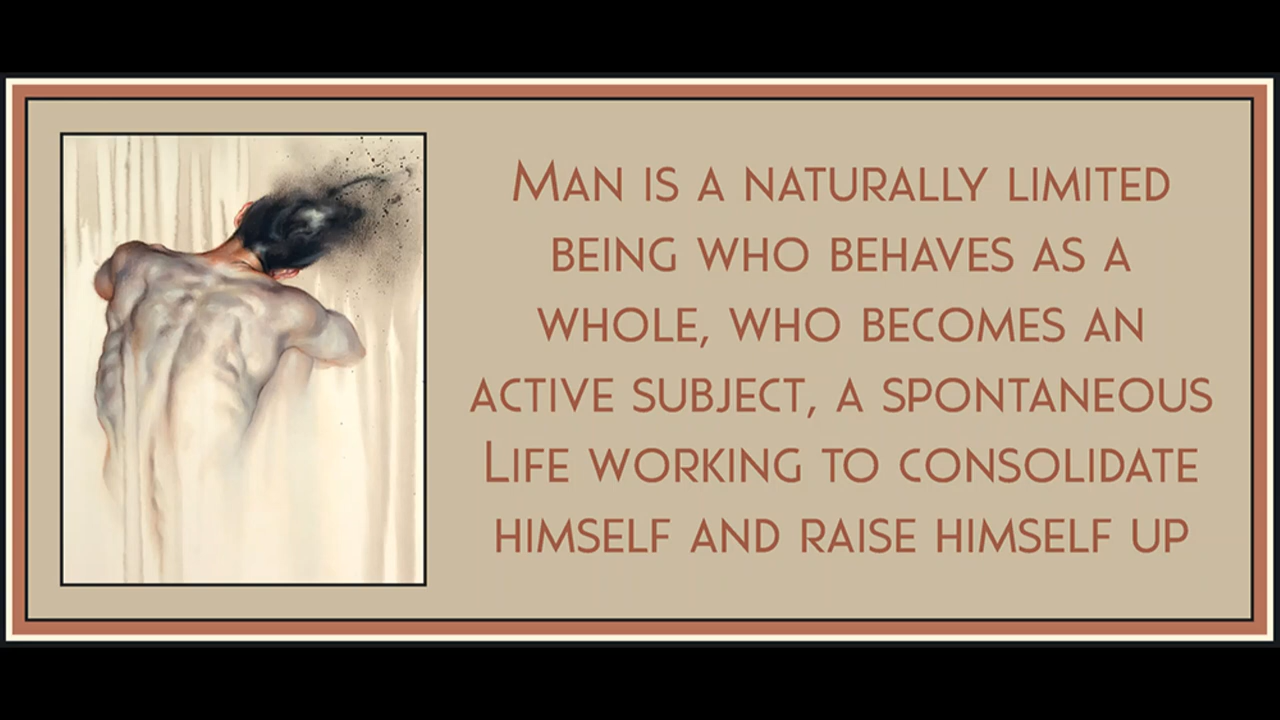 Man is a naturally limited
being who behaves as a
whole, who becomes an
active subject, a spontaneous
Life working to consolidate
himself and raise himself up